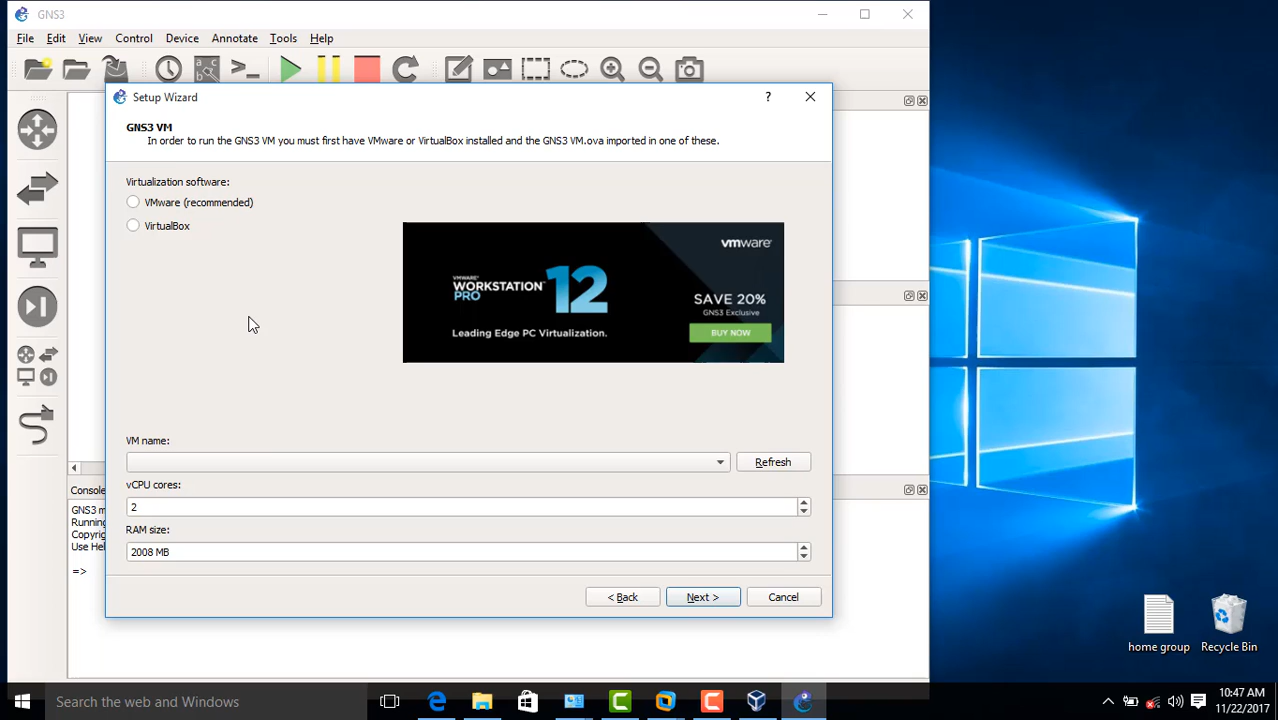 GNS3
File Edit View Control Device Annotate Tools Help
Setup Wizard
?
GNS3 VM
In order to run the GNS3 VM you must first have VMware or VirtualBox installed and the GNS3 VM.ova imported in one of these.
Virtualization software:
VMware (recommended)
VirtualBox
vmware
VMWARE
WORKSTATION 12
PRO
SAVE 20%
GNS3 Exclusive
Leading Edge PC Virtualization.
BUY NOW
VM name:
Refresh
vCPU cores:
2
RAM size:
2008 MB
< Back Next > Cancel
Console
GNS3 m
Running
Copyrig
Use Hel
=>
home group
Recycle Bin
Search the web and Windows
10:47 AM
11/22/2017